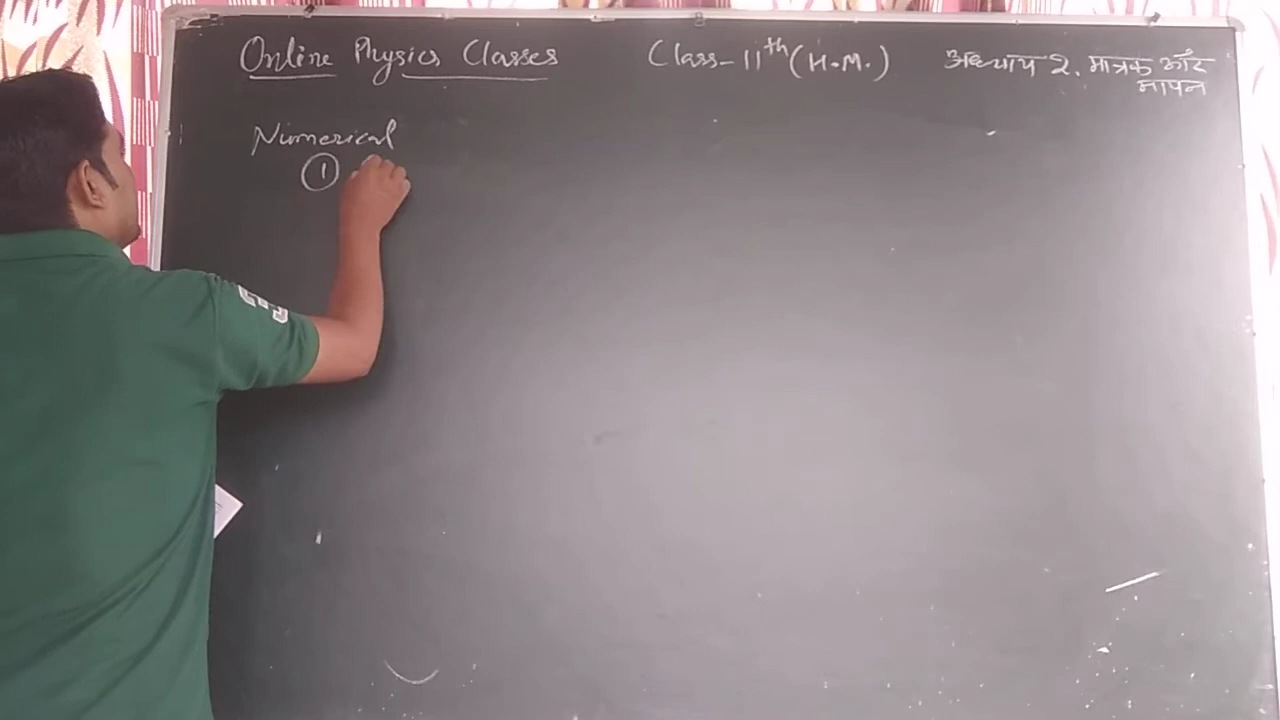 Online Physics Classes
Class-11th (H.M.)
अध्याय 2. मात्रक और
मापन
Numerical
①